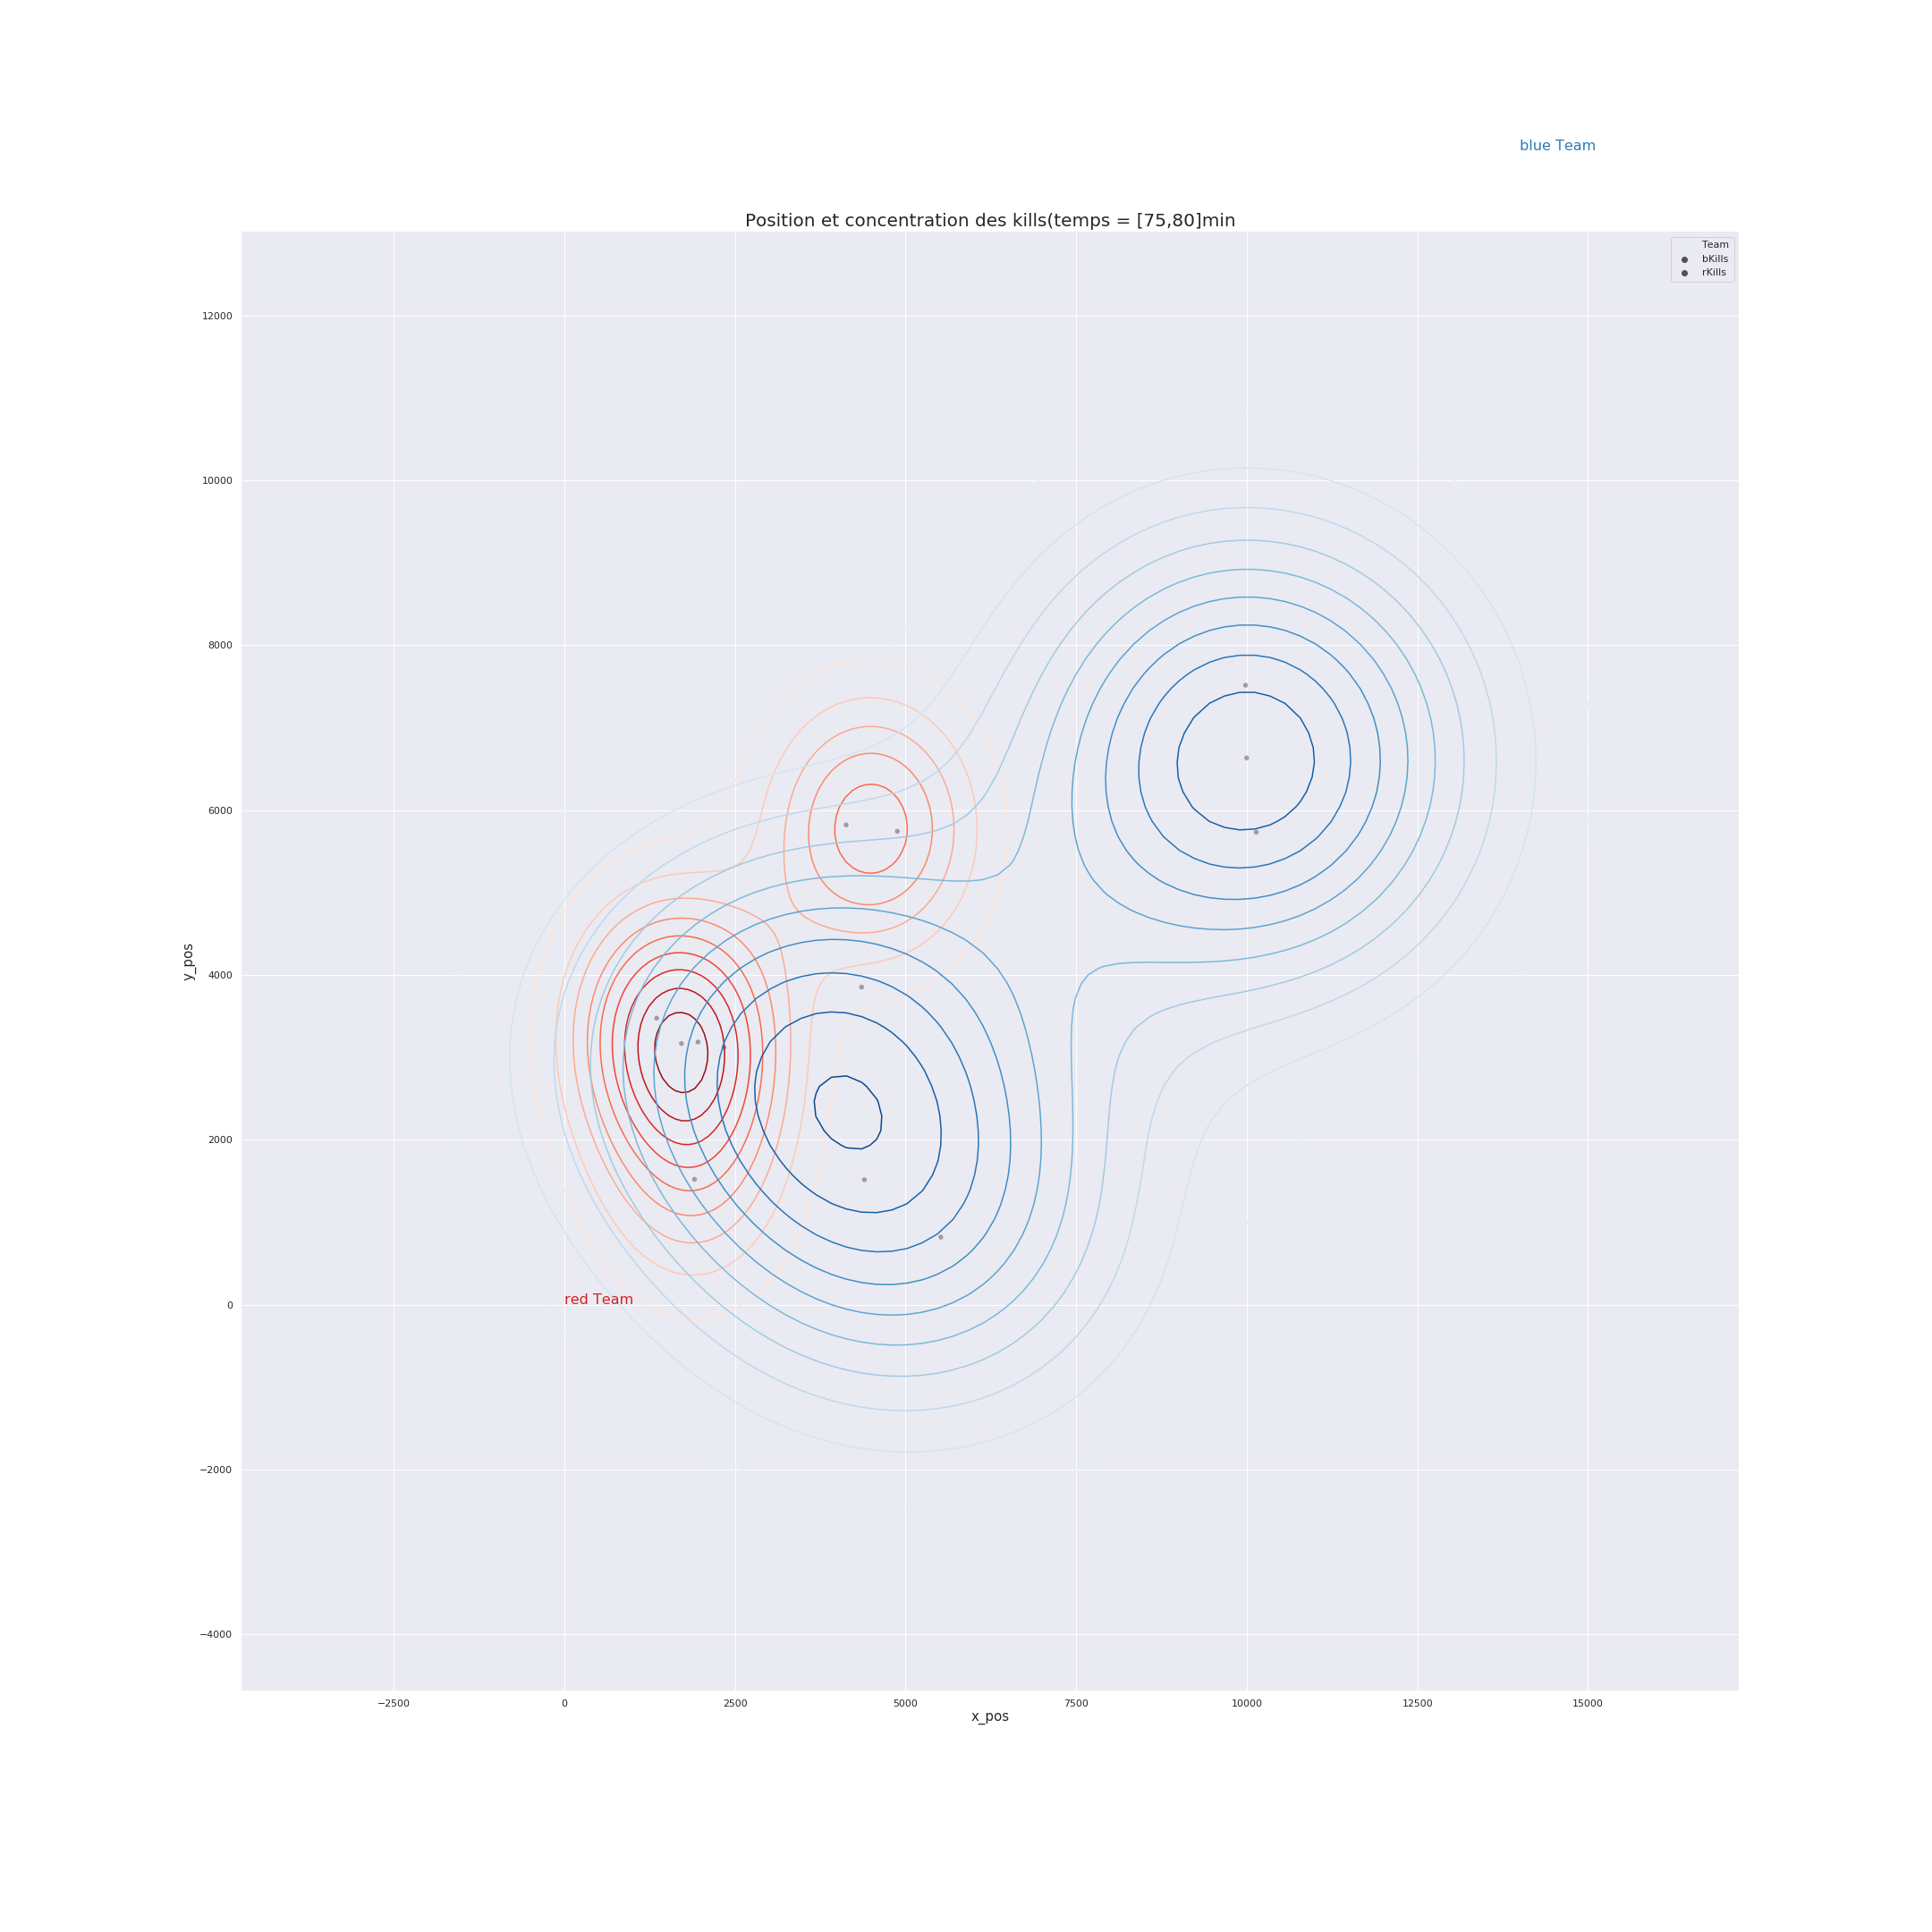 blue Team
Position et concentration des kills(temps = [75,80]min
Team
bKills
rKills
12000
10000
8000
6000
4000
2000
0
−2000
−4000
y_pos
red Team
−2500 0 2500 5000 7500 10000 12500 15000
x_pos